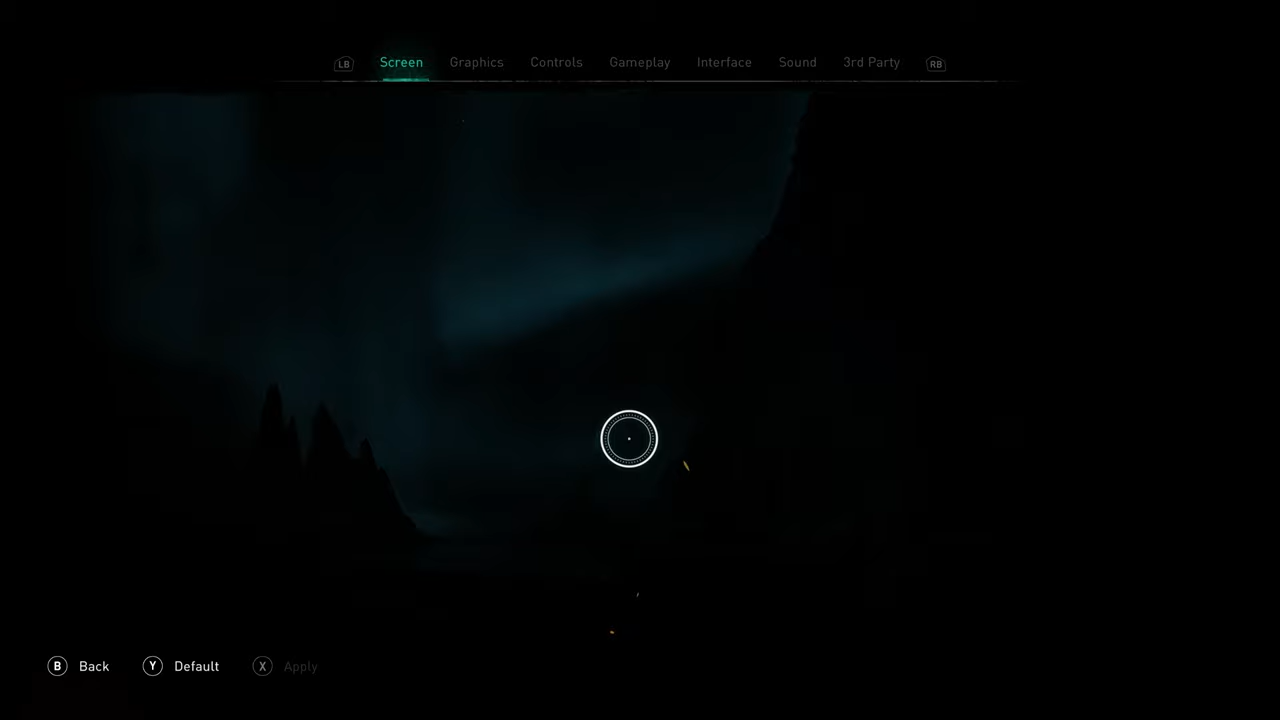 LB Screen Graphics Controls Gameplay Interface Sound 3rd Party RB
B Back Y Default X Apply